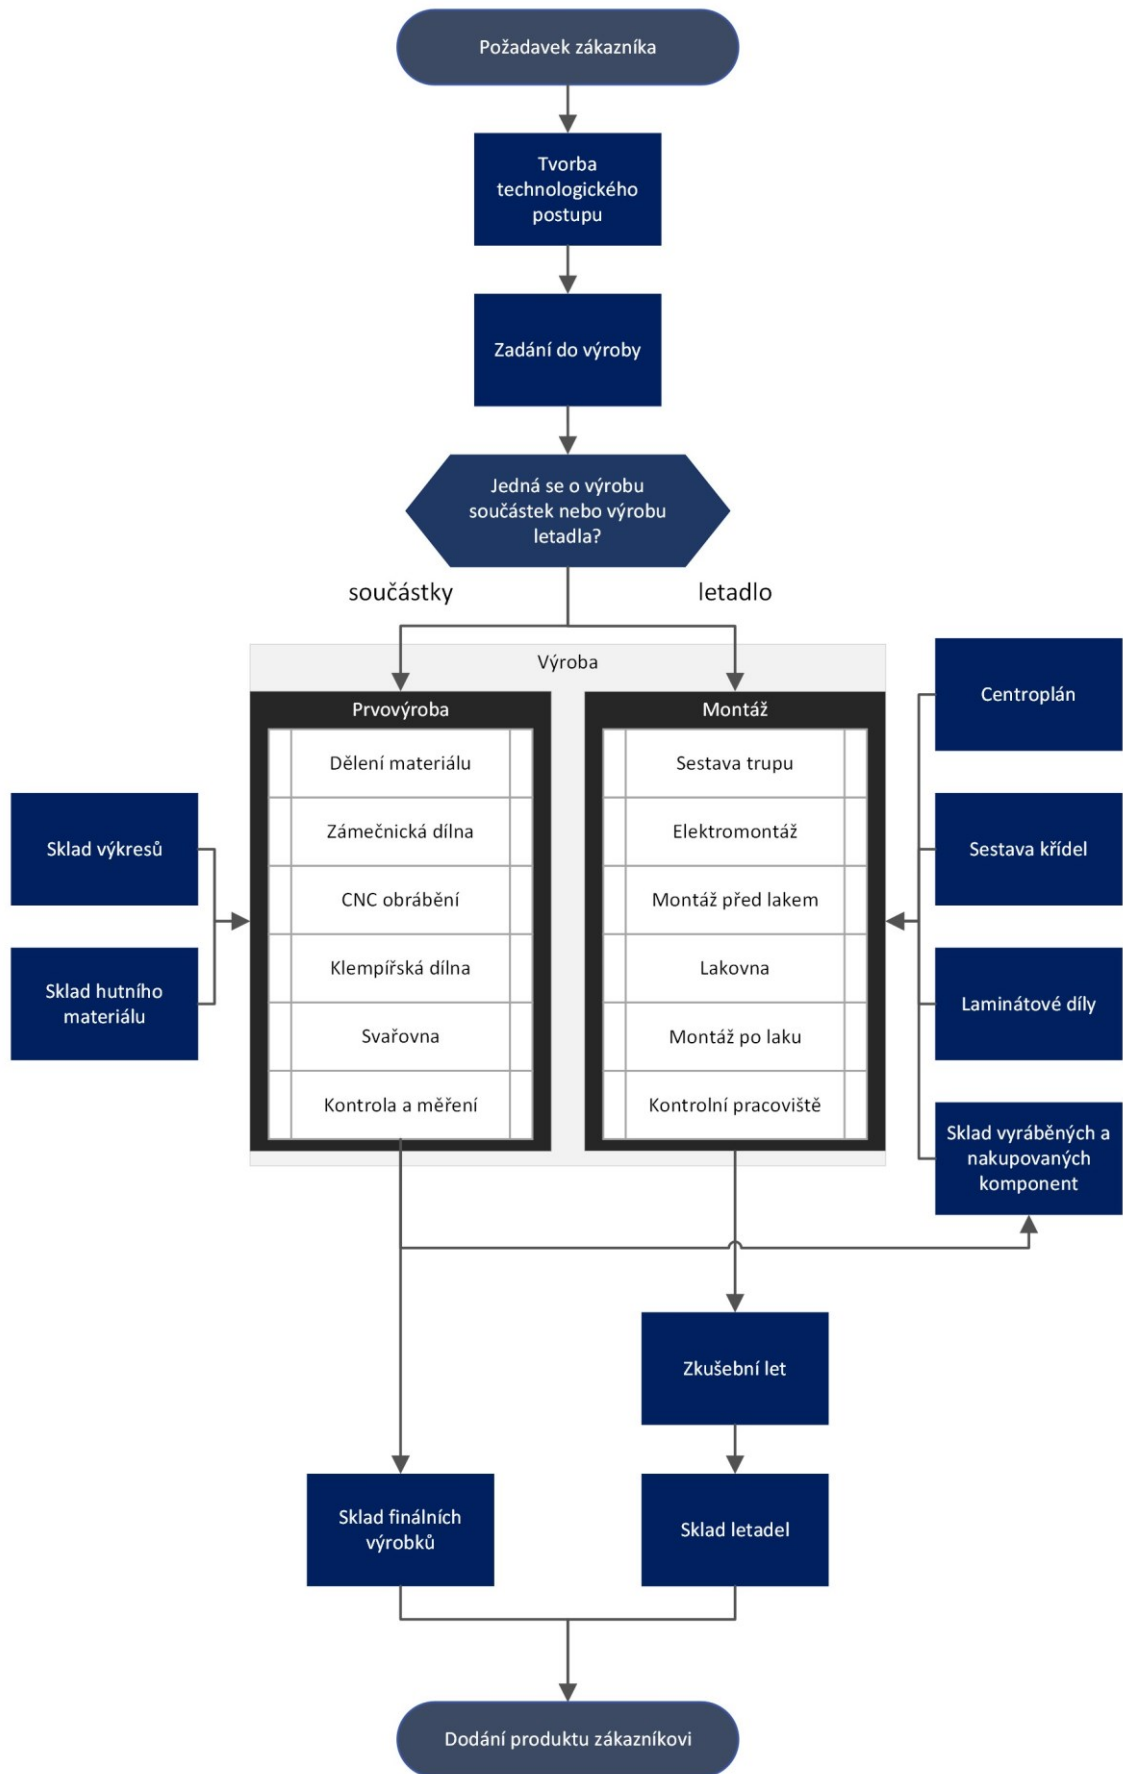 Požadavek zákazníka
Tvorba
technologického
postupu
Zadání do výroby
Jedná se o výrobu
součástek nebo výrobu
letadla?
součástky
letadlo
Výroba
Prvovýroba
Dělení materiálu
Zámečnická dílna
CNC obrábění
Klempířská dílna
Svařovna
Kontrola a měření
Montáž
Sestava trupu
Elektromontáž
Montáž před lakem
Lakovna
Montáž po laku
Kontrolní pracoviště
Sklad výkresů
Sklad hutního
materiálu
Centroplán
Sestava křídel
Laminátové díly
Sklad vyráběných a
nakupovaných
komponent
Zkušební let
Sklad finálních
výrobků
Sklad letadel
Dodání produktu zákazníkovi